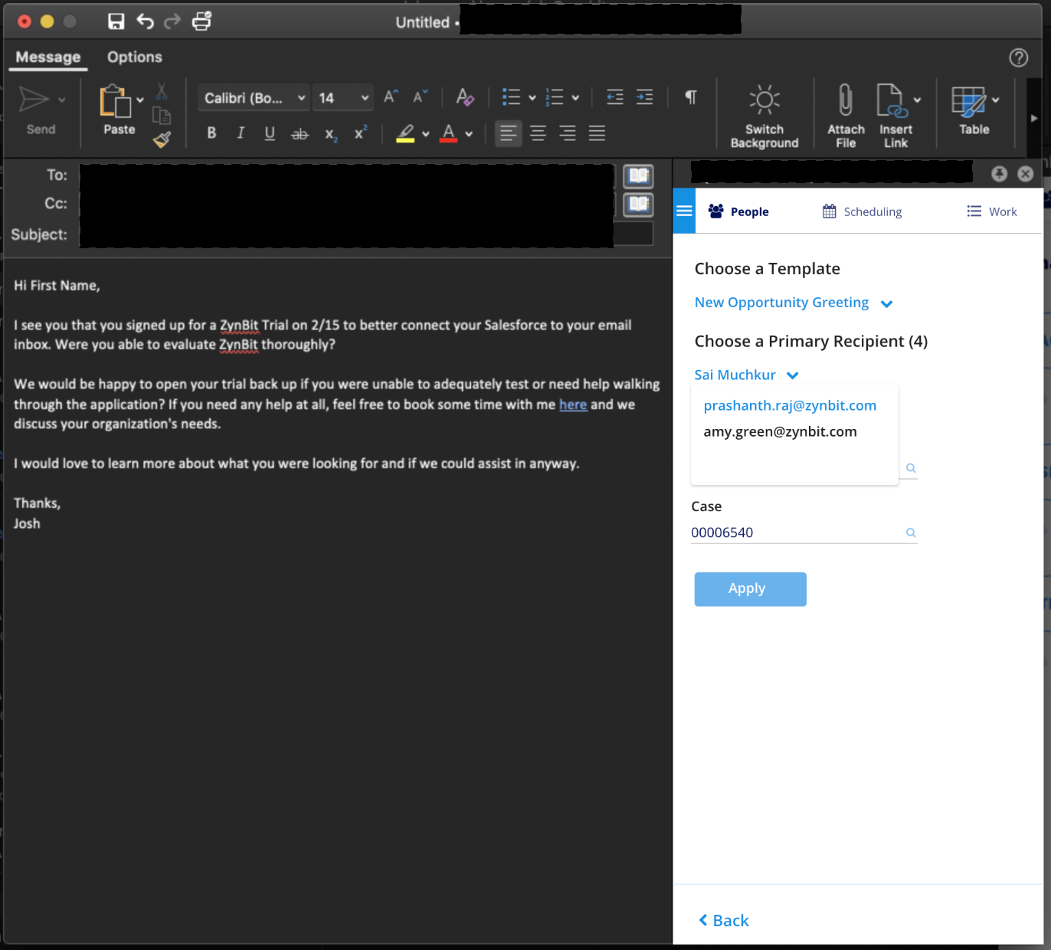 Untitled •
Message Options
Send
Paste
Calibri (Bo... 14
A^ A˅ A
B I U ab x2 x2 A
¶
Switch
Background
Attach
File
Insert
Link
Table
To:
Cc:
Subject:
Hi First Name,
I see you that you signed up for a ZynBit Trial on 2/15 to better connect your Salesforce to your email
inbox. Were you able to evaluate ZynBit thoroughly?
We would be happy to open your trial back up if you were unable to adequately test or need help walking
through the application? If you need any help at all, feel free to book some time with me here and we
discuss your organization's needs.
I would love to learn more about what you were looking for and if we could assist in anyway.
Thanks,
Josh
People Scheduling Work
Choose a Template
New Opportunity Greeting
Choose a Primary Recipient (4)
Sai Muchkur
prashanth.raj@zynbit.com
amy.green@zynbit.com
Case
00006540
Apply
Back